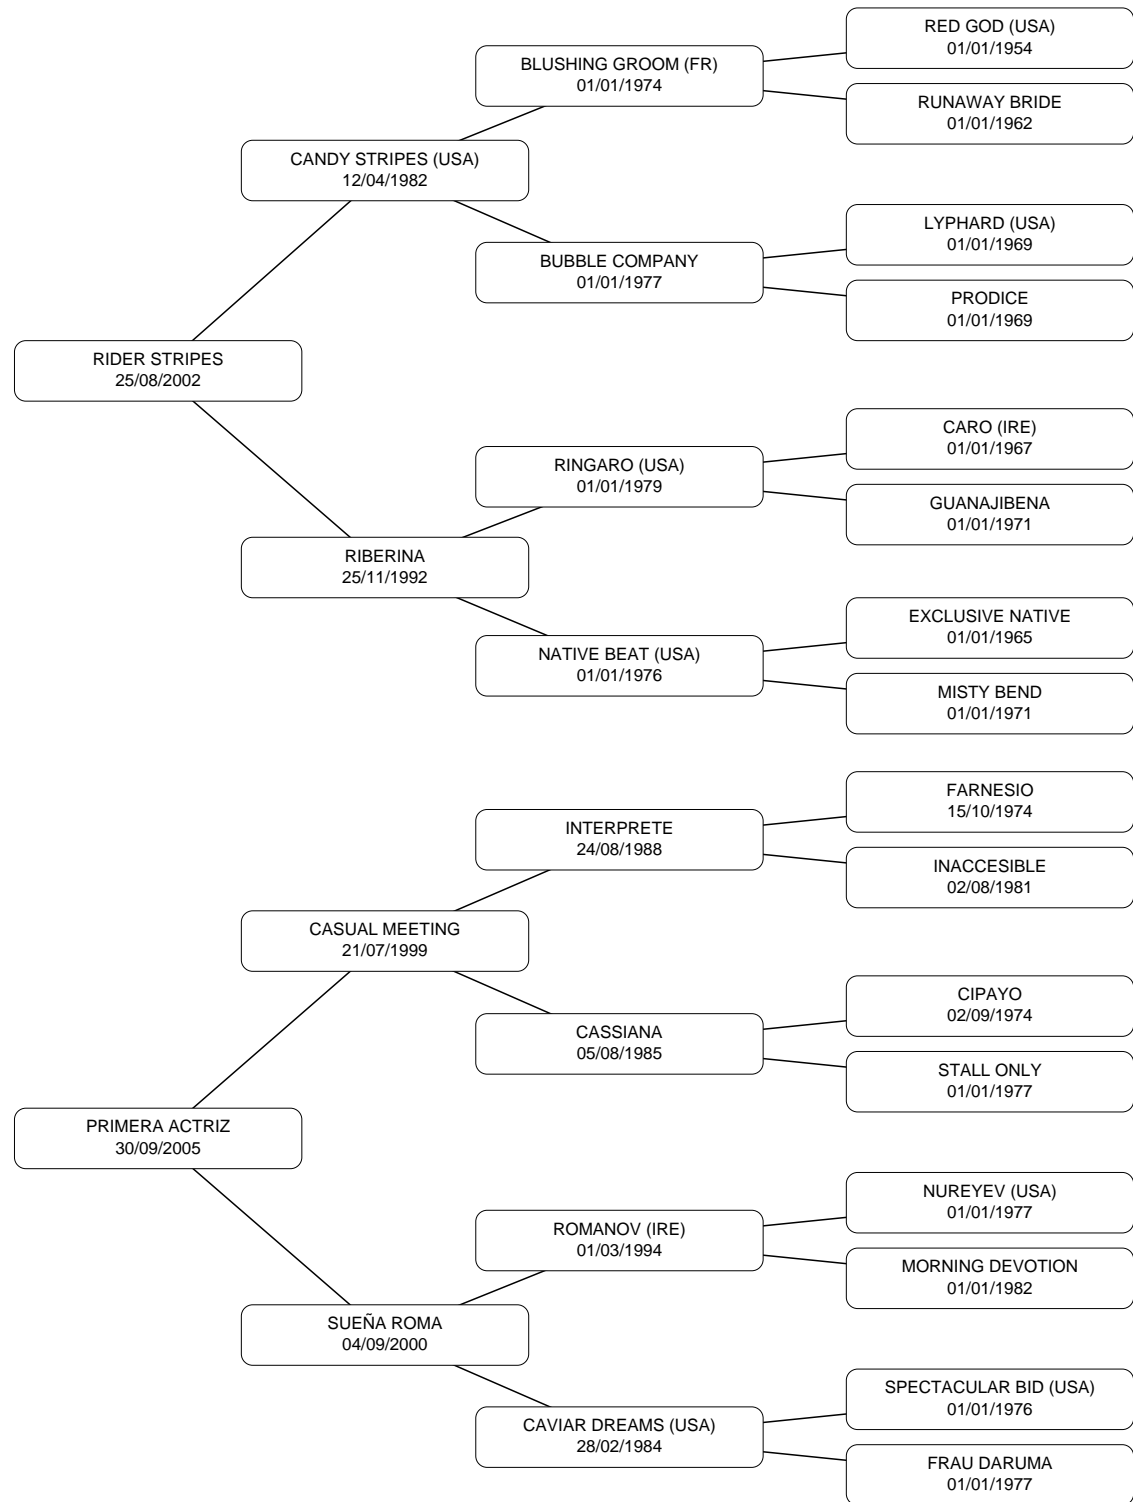 RED GOD (USA)
01/01/1954
BLUSHING GROOM (FR)
01/01/1974
RUNAWAY BRIDE
01/01/1962
CANDY STRIPES (USA)
12/04/1982
LYPHARD (USA)
01/01/1969
BUBBLE COMPANY
01/01/1977
PRODICE
01/01/1969
RIDER STRIPES
25/08/2002
CARO (IRE)
01/01/1967
RINGARO (USA)
01/01/1979
GUANAJIBENA
01/01/1971
RIBERINA
25/11/1992
EXCLUSIVE NATIVE
01/01/1965
NATIVE BEAT (USA)
01/01/1976
MISTY BEND
01/01/1971
FARNESIO
15/10/1974
INTERPRETE
24/08/1988
INACCESIBLE
02/08/1981
CASUAL MEETING
21/07/1999
CIPAYO
02/09/1974
CASSIANA
05/08/1985
STALL ONLY
01/01/1977
PRIMERA ACTRIZ
30/09/2005
NUREYEV (USA)
01/01/1977
ROMANOV (IRE)
01/03/1994
MORNING DEVOTION
01/01/1982
SUEÑA ROMA
04/09/2000
SPECTACULAR BID (USA)
01/01/1976
CAVIAR DREAMS (USA)
28/02/1984
FRAU DARUMA
01/01/1977